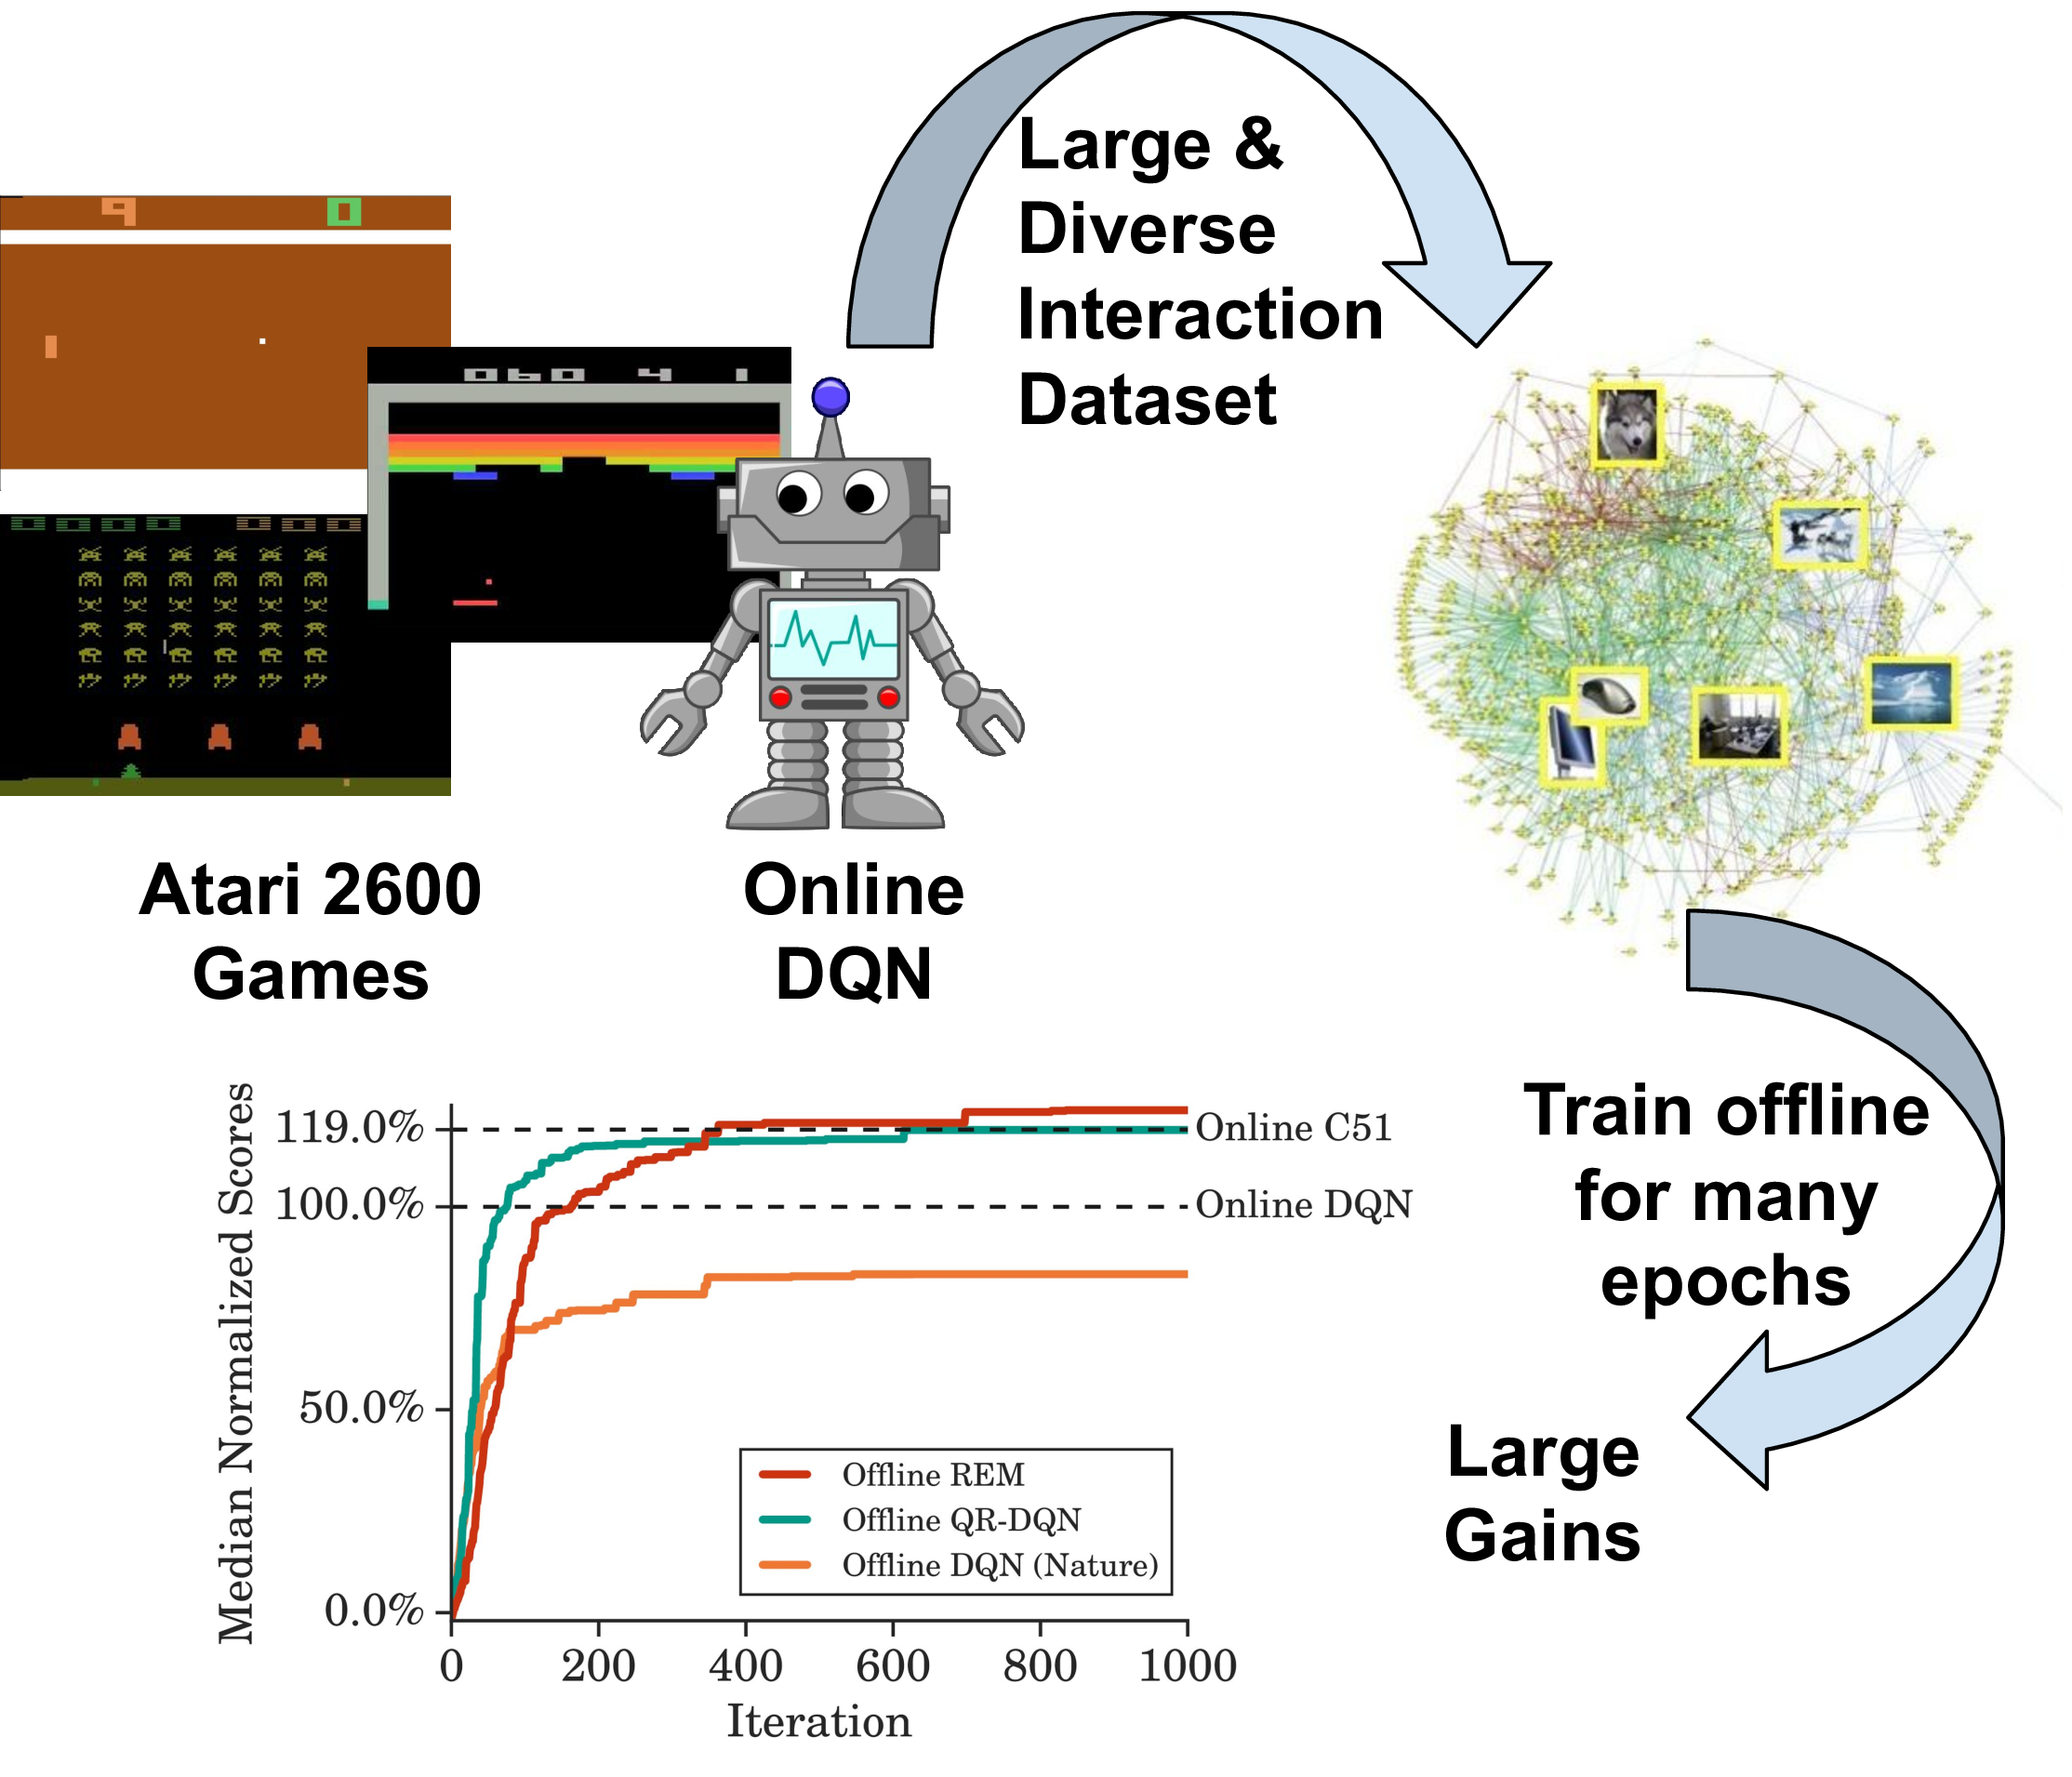 Large &
Diverse
Interaction
Dataset
9 0
060 4 1
Atari 2600
Games
Online
DQN
Train offline
for many
epochs
Large
Gains
Median Normalized Scores
119.0%
100.0%
50.0%
0.0%
Online C51
Online DQN
Offline REM
Offline QR-DQN
Offline DQN (Nature)
0 200 400 600 800 1000
Iteration